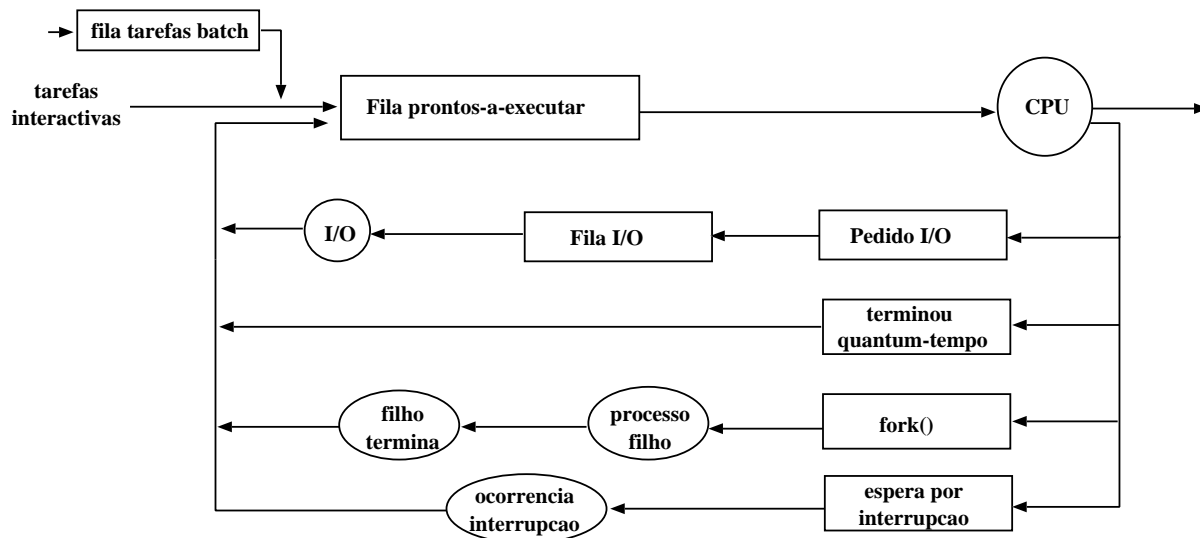 fila tarefas batch
tarefas
interactivas
Fila prontos-a-executar
CPU
I/O
Fila I/O
Pedido I/O
terminou
quantum-tempo
filho
termina
processo
filho
fork()
ocorrencia
interrupcao
espera por
interrupcao